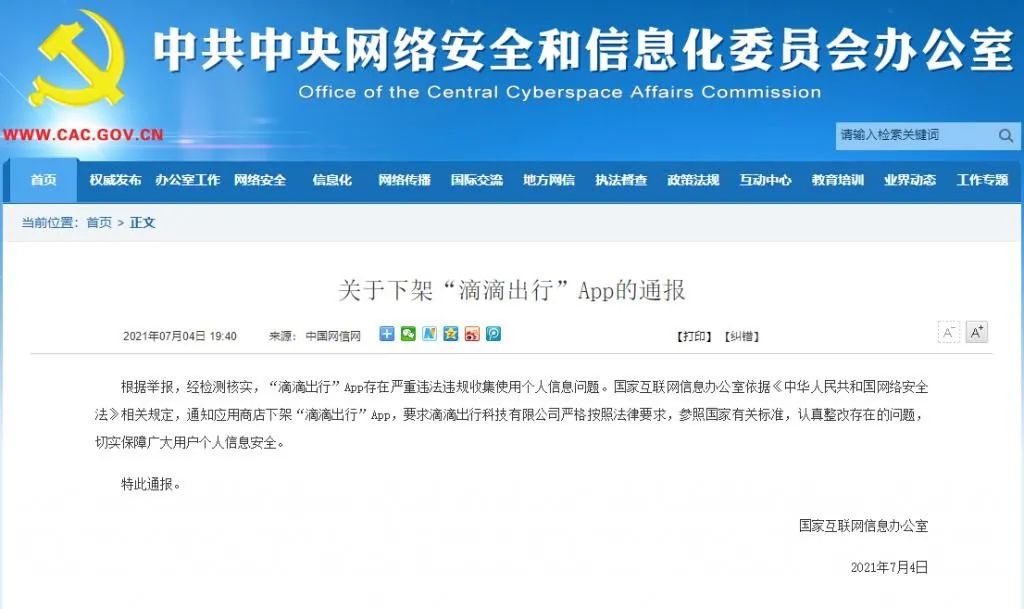 中共中央网络安全和信息化委员会办公室
Office of the Central Cyberspace Affairs Commission
WWW.CAC.GOV.CN
请输入检索关键词
首页 权威发布 办公室工作 网络安全 信息化 网络传播 国际交流 地方网信 执法督查 政策法规 互动中心 教育培训 业界动态 工作专题
当前位置：首页 > 正文
关于下架“滴滴出行”App的通报
2021年07月04日 19:40 来源： 中国网信网 【打印】 【纠错】 A- A+
根据举报，经检测核实，“滴滴出行”App存在严重违法违规收集使用个人信息问题。国家互联网信息办公室依据《中华人民共和国网络安全
法》相关规定，通知应用商店下架“滴滴出行”App，要求滴滴出行科技有限公司严格按照法律要求，参照国家有关标准，认真整改存在的问题，
切实保障广大用户个人信息安全。
特此通报。
国家互联网信息办公室
2021年7月4日